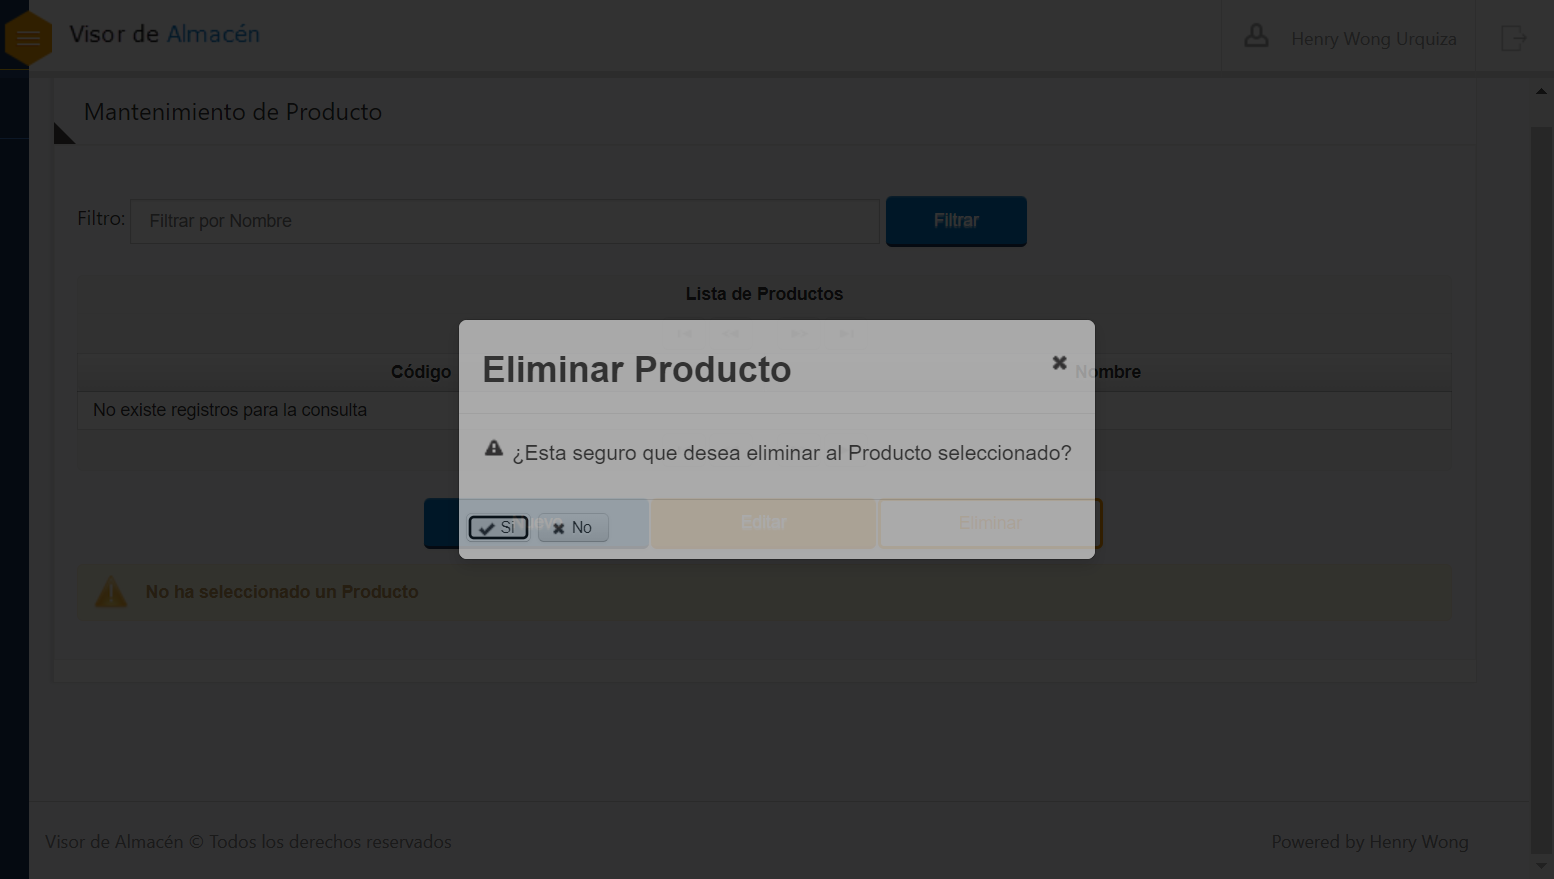 Visor de Almacén
Henry Wong Urquiza
Mantenimiento de Producto
Filtro:
Filtrar por Nombre
Filtrar
Lista de Productos
Código
Nombre
No existe registros para la consulta
Eliminar Producto
¿Esta seguro que desea eliminar al Producto seleccionado?
Si
No
Nuevo
Editar
Eliminar
No ha seleccionado un Producto
Visor de Almacén © Todos los derechos reservados
Powered by Henry Wong